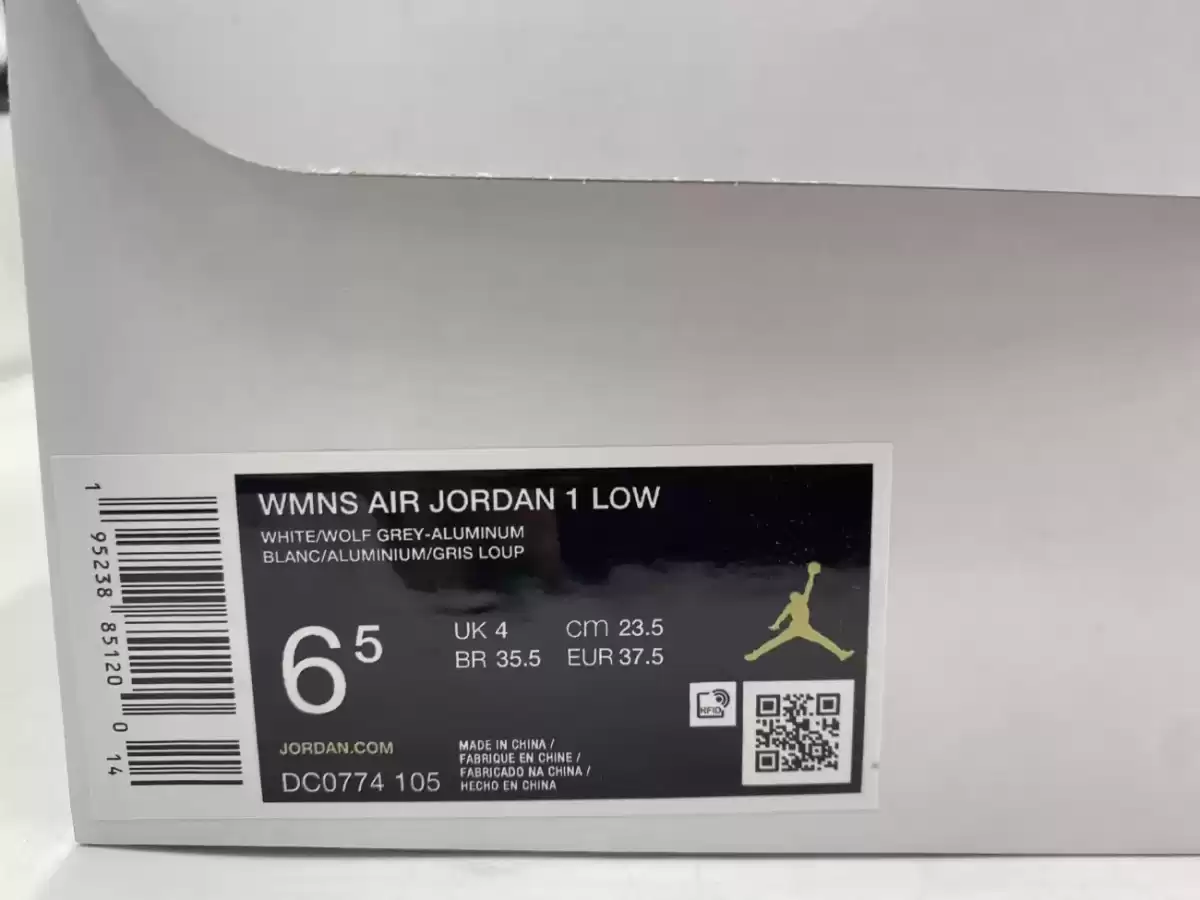 WMNS AIR JORDAN 1 LOW
WHITE/WOLF GREY-ALUMINUM
BLANC/ALUMINIUM/GRIS LOUP
6 5
UK 4 cm 23.5
BR 35.5 EUR 37.5
RFID
JORDAN.COM
DC0774 105
MADE IN CHINA /
FABRIQUE EN CHINE /
FABRICADO NA CHINA /
HECHO EN CHINA
1 95238 85120 0 14